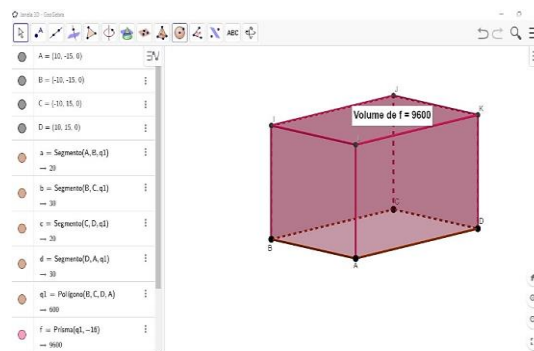 ABC
A = (10, -15, 0)
B = (-10, -15, 0)
C = (-10, 15, 0)
D = (10, 15, 0)
a = Segmento(A, B, q1)
→ 20
b = Segmento(B, C, q1)
→ 30
c = Segmento(C, D, q1)
→ 20
d = Segmento(D, A, q1)
→ 30
q1 = Polígono(B, C, D, A)
→ 600
f = Prisma(q1, -16)
→ 9600
J
K
Volume de f = 9600
I
C
D
B
A